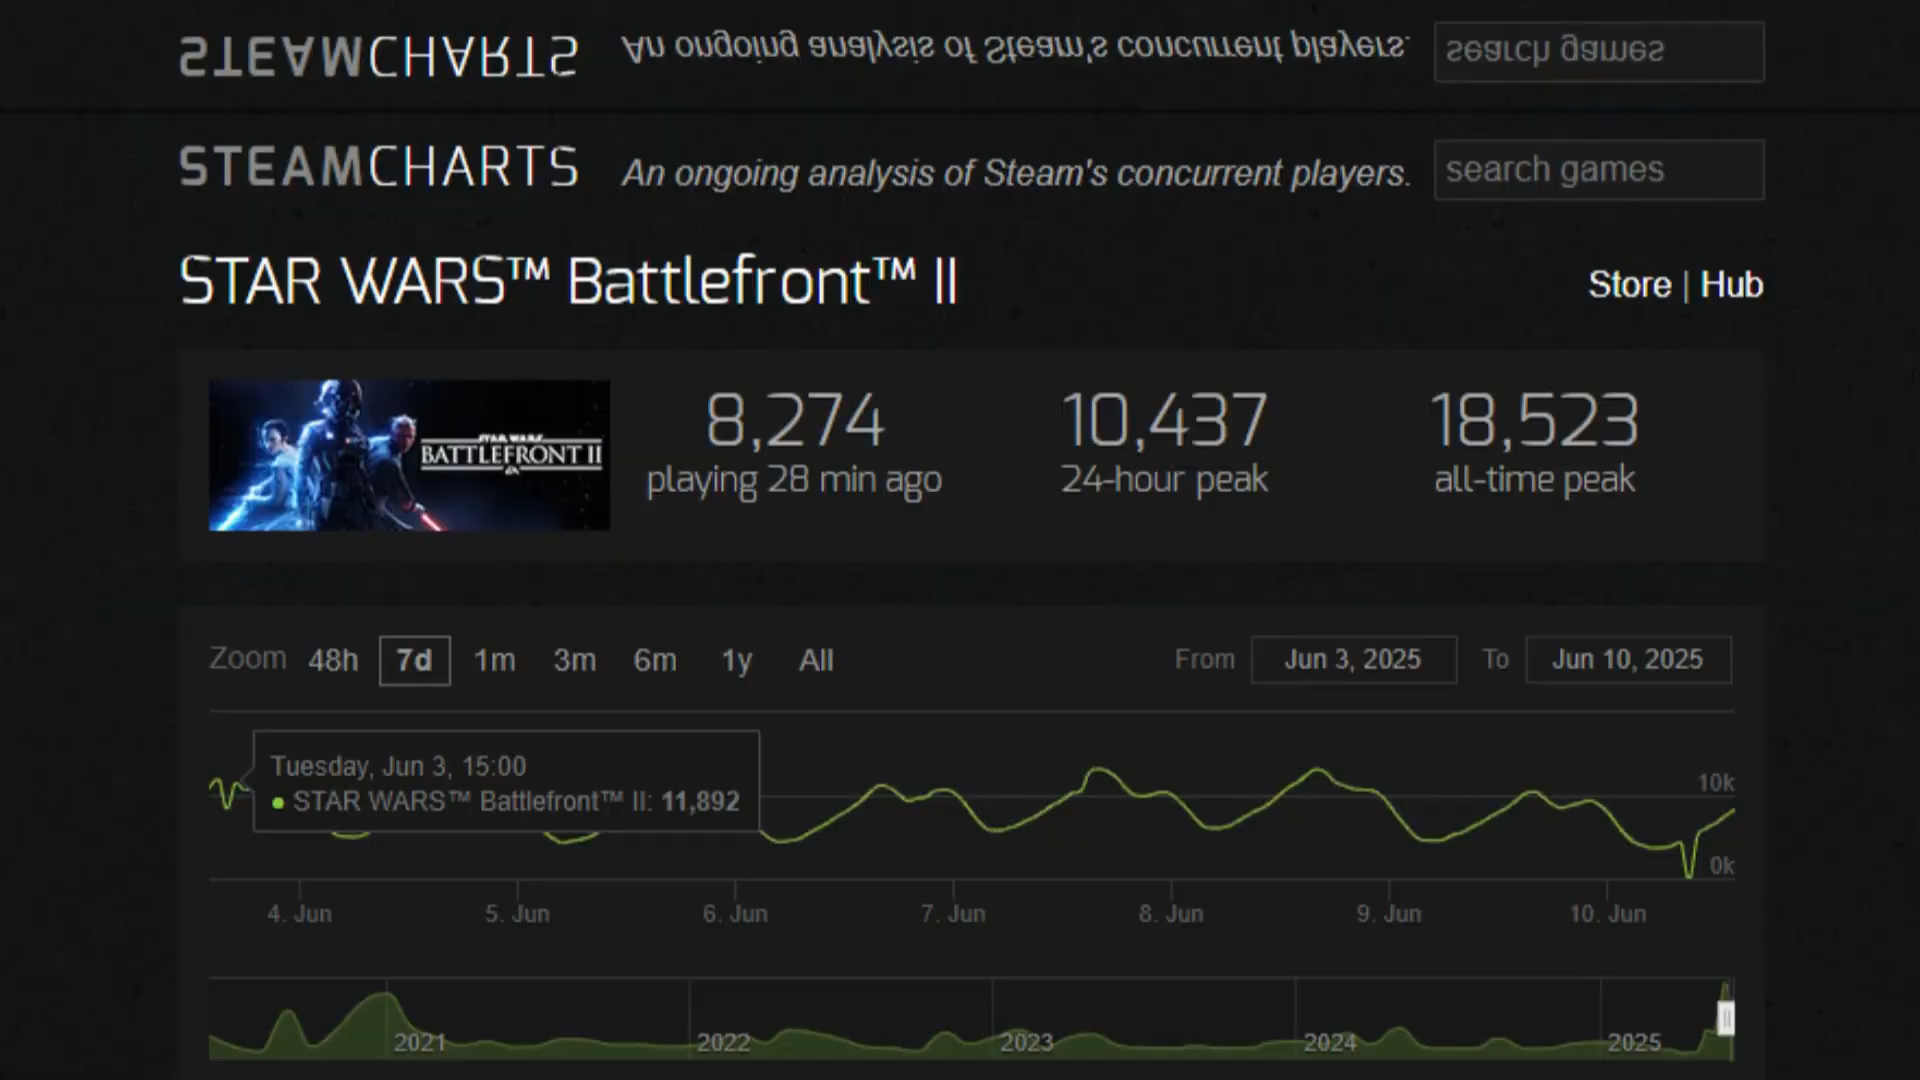 STEAMCHARTS An ongoing analysis of Steam's concurrent players. search games
STEAMCHARTS An ongoing analysis of Steam's concurrent players. search games
STAR WARS™ Battlefront™ II
Store | Hub
STAR WARS
BATTLEFRONT II
EA
8,274
playing 28 min ago
10,437
24-hour peak
18,523
all-time peak
Zoom 48h 7d 1m 3m 6m 1y All
From Jun 3, 2025 To Jun 10, 2025
Tuesday, Jun 3, 15:00
● STAR WARS™ Battlefront™ II: 11,892
10k
0k
4. Jun 5. Jun 6. Jun 7. Jun 8. Jun 9. Jun 10. Jun
2021 2022 2023 2024 2025